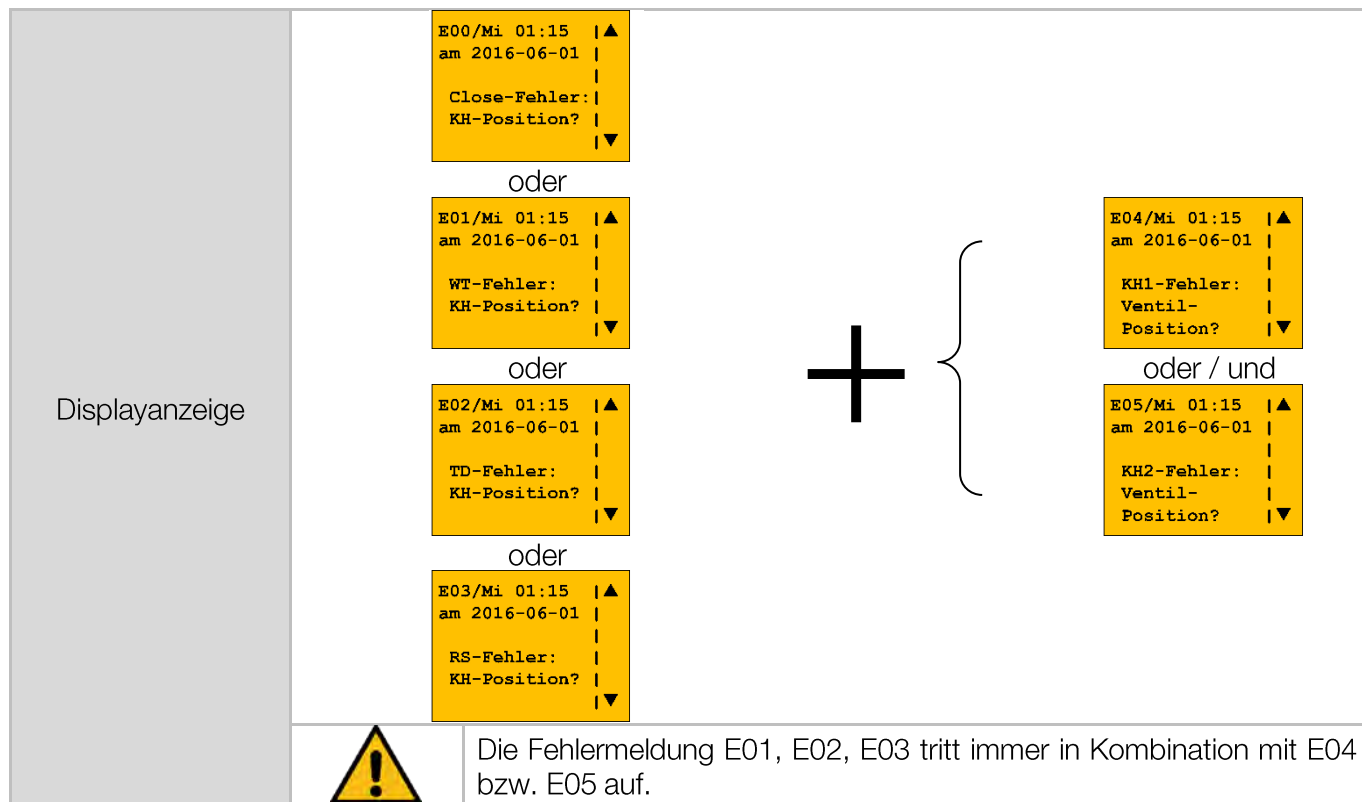 Displayanzeige
E00/Mi 01:15
am 2016-06-01
Close-Fehler:
KH-Position?
oder
E01/Mi 01:15
am 2016-06-01
WT-Fehler:
KH-Position?
oder
E02/Mi 01:15
am 2016-06-01
TD-Fehler:
KH-Position?
oder
E03/Mi 01:15
am 2016-06-01
RS-Fehler:
KH-Position?
+
E04/Mi 01:15
am 2016-06-01
KH1-Fehler:
Ventil-
Position?
oder / und
E05/Mi 01:15
am 2016-06-01
KH2-Fehler:
Ventil-
Position?
Die Fehlermeldung E01, E02, E03 tritt immer in Kombination mit E04
bzw. E05 auf.